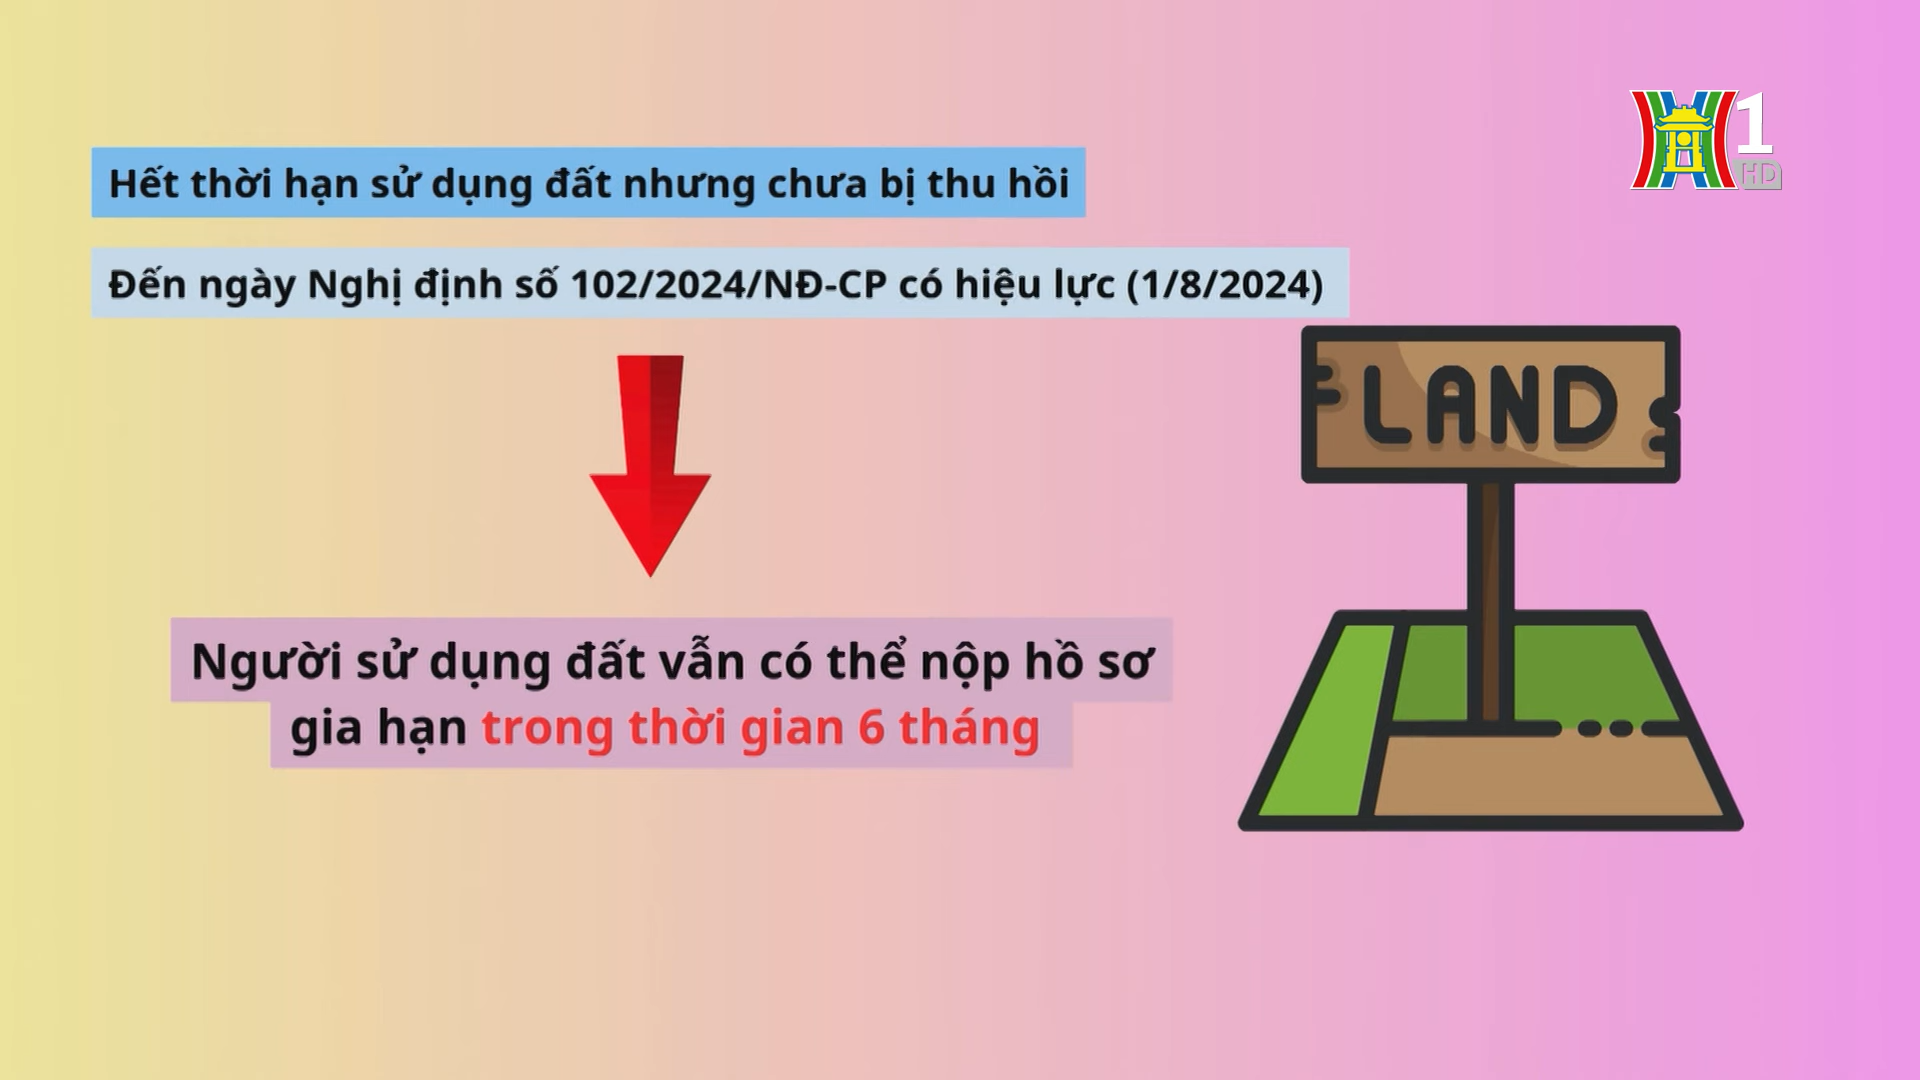 1
HD
Hết thời hạn sử dụng đất nhưng chưa bị thu hồi
Đến ngày Nghị định số 102/2024/NĐ-CP có hiệu lực (1/8/2024)
LAND
Người sử dụng đất vẫn có thể nộp hồ sơ
gia hạn trong thời gian 6 tháng